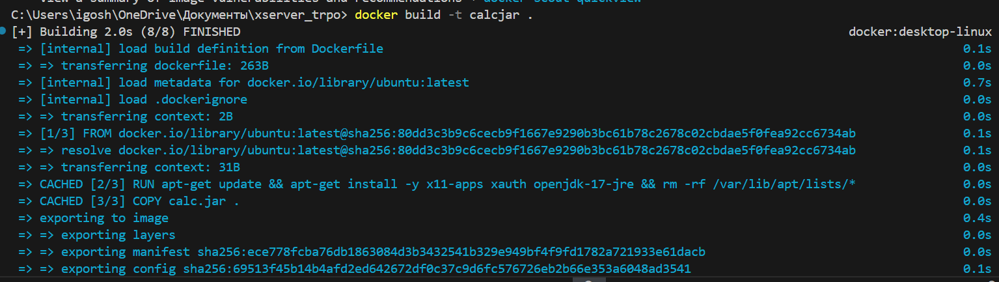 View a summary of image vulnerabilities and recommendations → docker scout quickview
C:\Users\igosh\OneDrive\Документы\xserver_trpo> docker build -t calcjar .
[+] Building 2.0s (8/8) FINISHED docker:desktop-linux
=> [internal] load build definition from Dockerfile 0.1s
=> => transferring dockerfile: 263B 0.0s
=> [internal] load metadata for docker.io/library/ubuntu:latest 0.7s
=> [internal] load .dockerignore 0.0s
=> => transferring context: 2B 0.0s
=> [1/3] FROM docker.io/library/ubuntu:latest@sha256:80dd3c3b9c6cecb9f1667e9290b3bc61b78c2678c02cbdae5f0fea92cc6734ab 0.1s
=> => resolve docker.io/library/ubuntu:latest@sha256:80dd3c3b9c6cecb9f1667e9290b3bc61b78c2678c02cbdae5f0fea92cc6734ab 0.1s
=> => transferring context: 31B 0.0s
=> CACHED [2/3] RUN apt-get update && apt-get install -y x11-apps xauth openjdk-17-jre && rm -rf /var/lib/apt/lists/* 0.0s
=> CACHED [3/3] COPY calc.jar . 0.0s
=> exporting to image 0.4s
=> => exporting layers 0.0s
=> => exporting manifest sha256:ece778fcba76db1863084d3b3432541b329e949bf4f9fd1782a721933e61dacb 0.0s
=> => exporting config sha256:69513f45b14b4afd2ed642672df0c37c9d6fc576726eb2b66e353a6048ad3541 0.1s